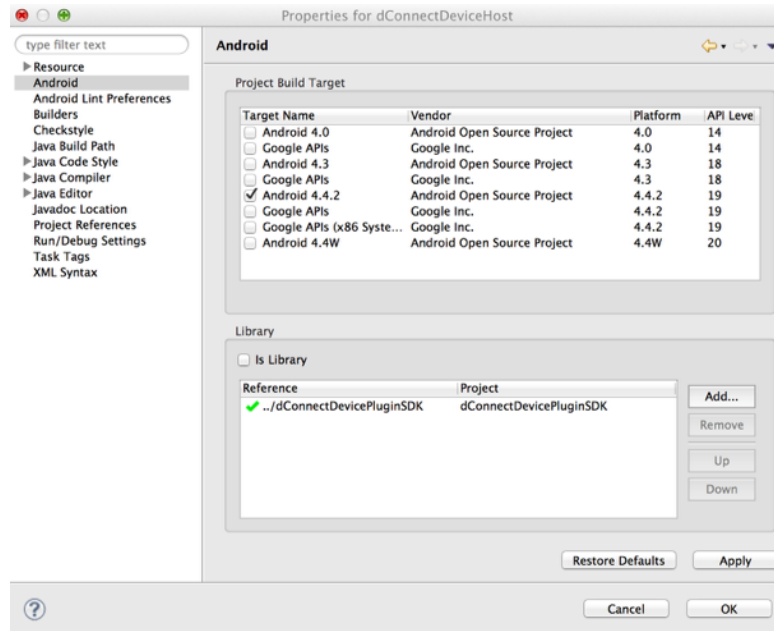 Properties for dConnectDeviceHost
type filter text
Resource
Android
Android Lint Preferences
Builders
Checkstyle
Java Build Path
Java Code Style
Java Compiler
Java Editor
Javadoc Location
Project References
Run/Debug Settings
Task Tags
XML Syntax
Android
Project Build Target
Target Name Vendor Platform API Leve
Android 4.0 Android Open Source Project 4.0 14
Google APIs Google Inc. 4.0 14
Android 4.3 Android Open Source Project 4.3 18
Google APIs Google Inc. 4.3 18
Android 4.4.2 Android Open Source Project 4.4.2 19
Google APIs Google Inc. 4.4.2 19
Google APIs (x86 Syste... Google Inc. 4.4.2 19
Android 4.4W Android Open Source Project 4.4W 20
Library
Is Library
Reference Project
../dConnectDevicePluginSDK dConnectDevicePluginSDK
Add...
Remove
Up
Down
Restore Defaults Apply
? Cancel OK